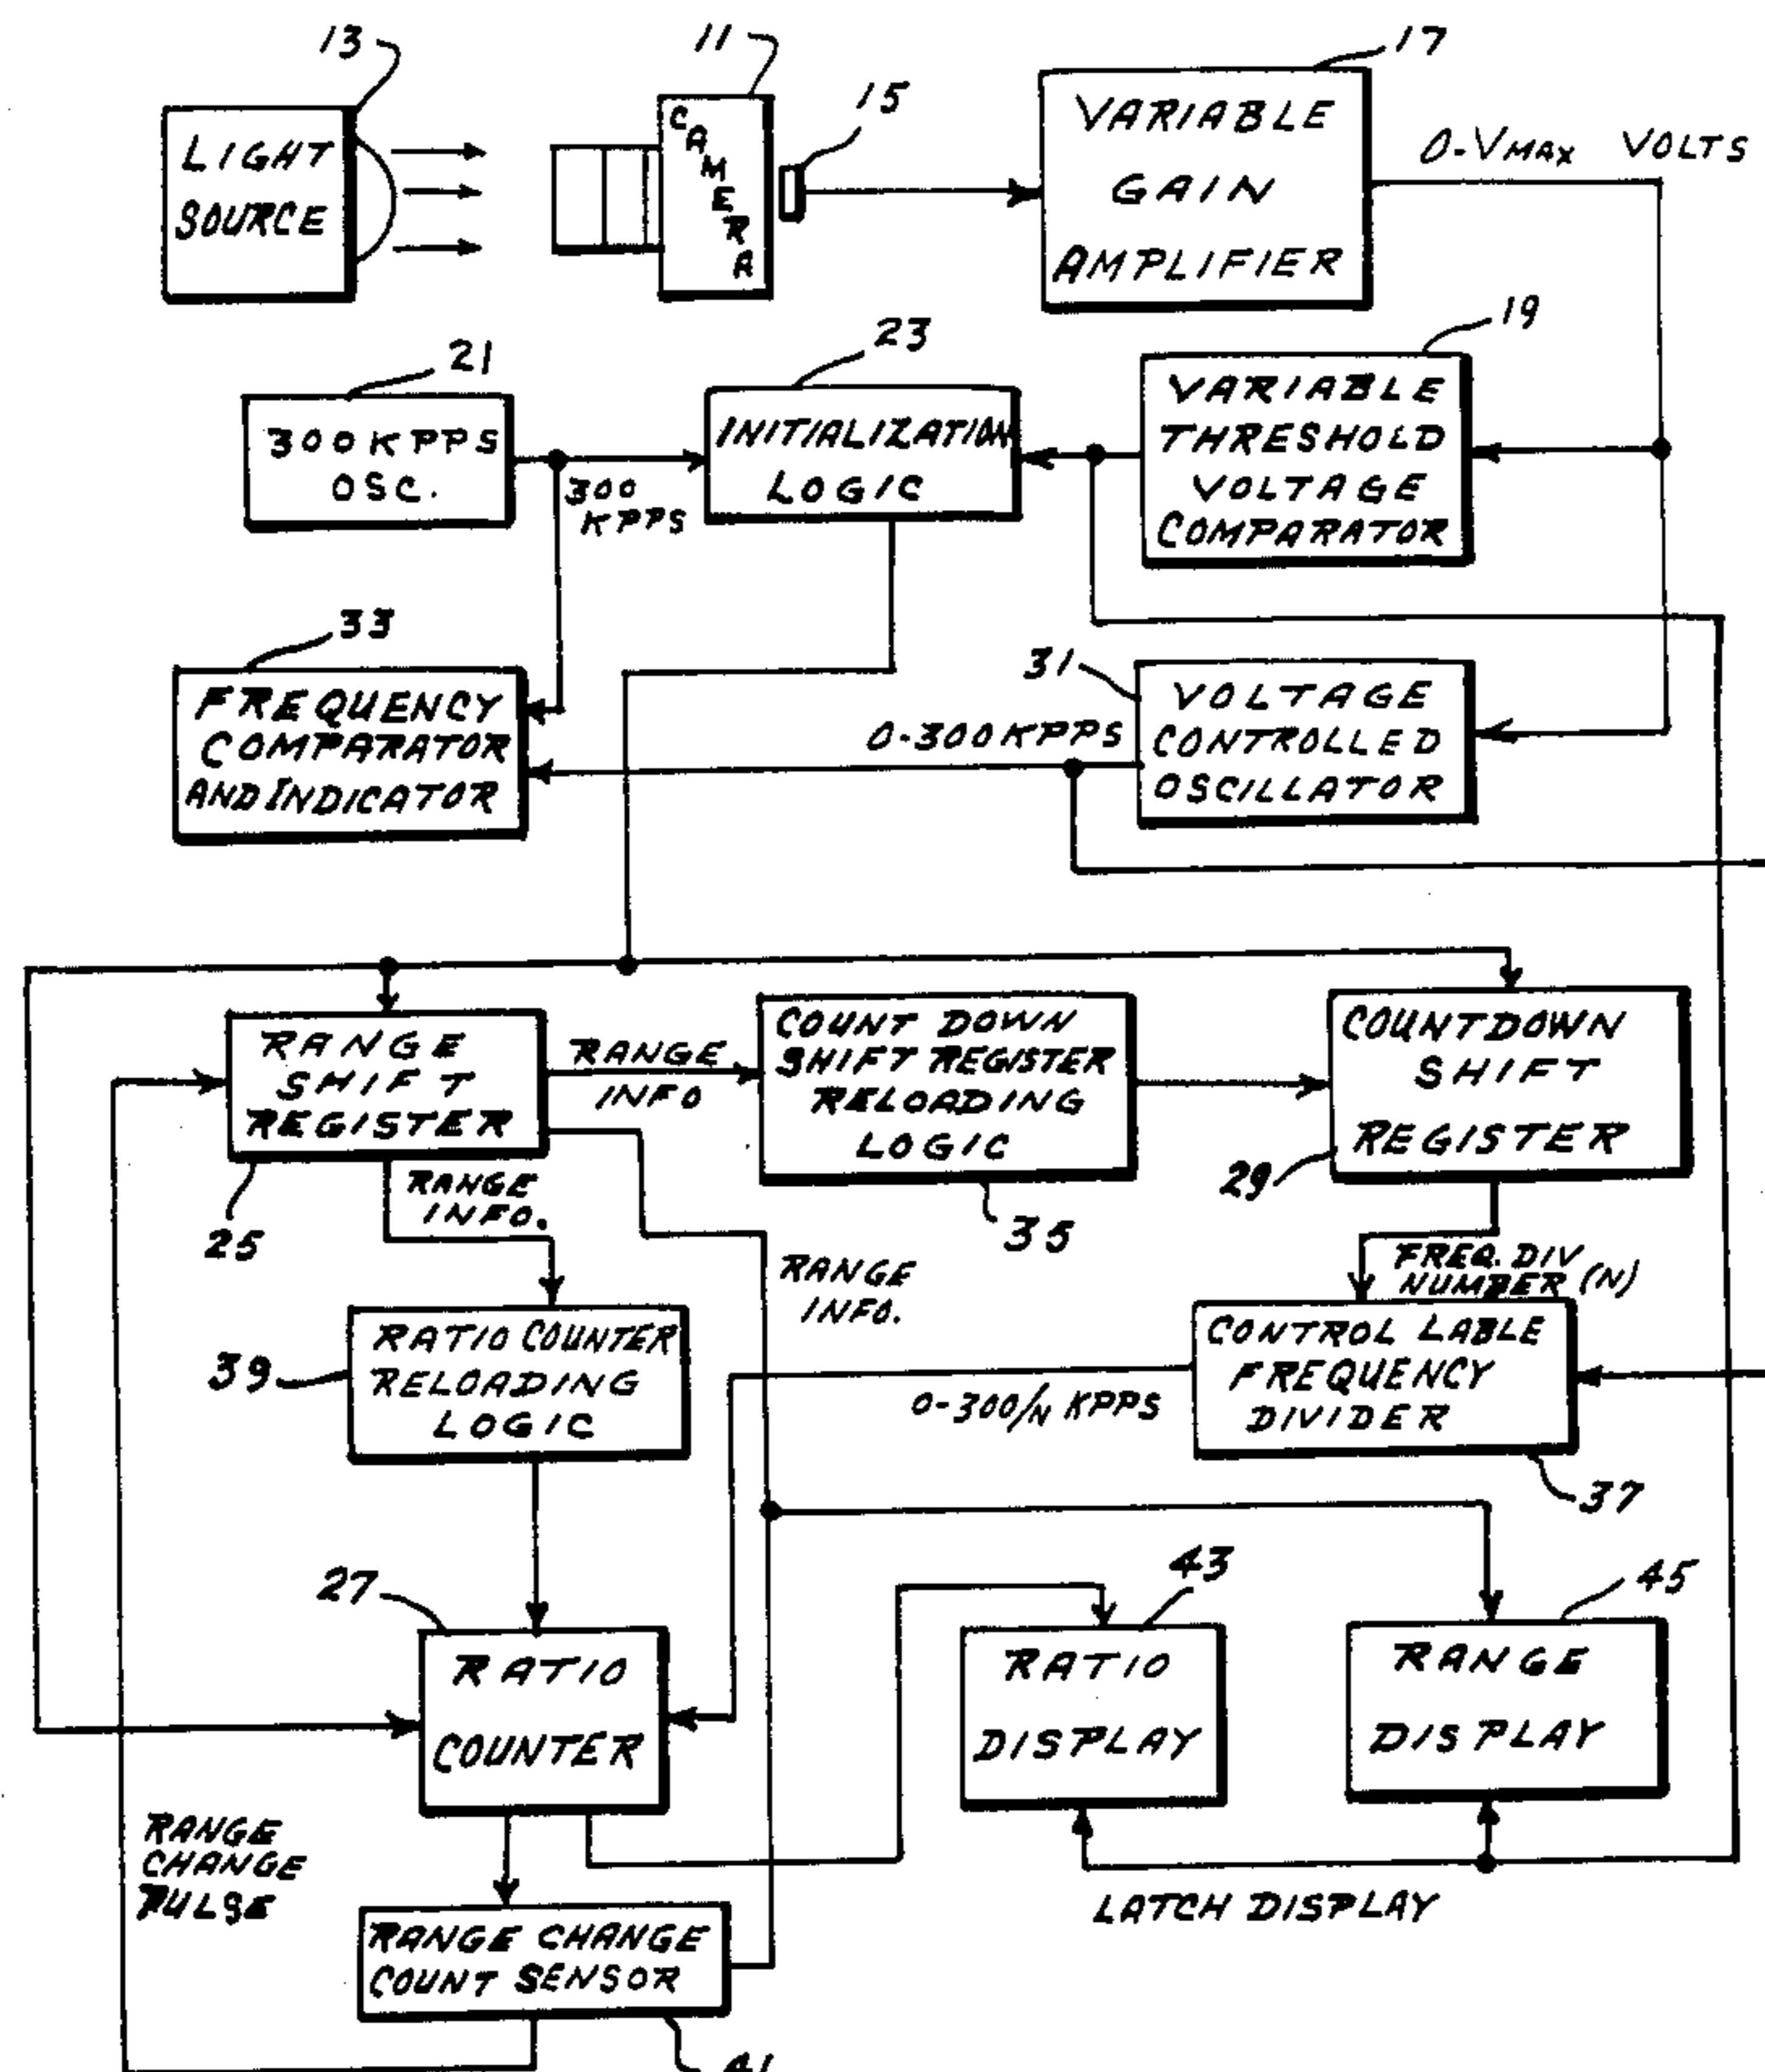 13
11
15
17
LIGHT
SOURCE
CAMERA
VARIABLE
GAIN
AMPLIFIER
0-VMAX VOLTS
21
23
19
300 KPPS
OSC.
300
KPPS
INITIALIZATION
LOGIC
VARIABLE
THRESHOLD
VOLTAGE
COMPARATOR
33
31
FREQUENCY
COMPARATOR
AND INDICATOR
0-300 KPPS
VOLTAGE
CONTROLLED
OSCILLATOR
RANGE
SHIFT
REGISTER
25
RANGE
INFO
COUNT DOWN
SHIFT REGISTER
RELOADING
LOGIC
35
COUNTDOWN
SHIFT
REGISTER
29
RANGE
INFO.
RANGE
INFO.
FREQ. DIV
NUMBER (N)
39
RATIO COUNTER
RELOADING
LOGIC
0-300/N KPPS
CONTROL LABLE
FREQUENCY
DIVIDER
37
27
43
45
RATIO
COUNTER
RATIO
DISPLAY
RANGE
DISPLAY
RANGE
CHANGE
PULSE
LATCH DISPLAY
RANGE CHANGE
COUNT SENSOR
41